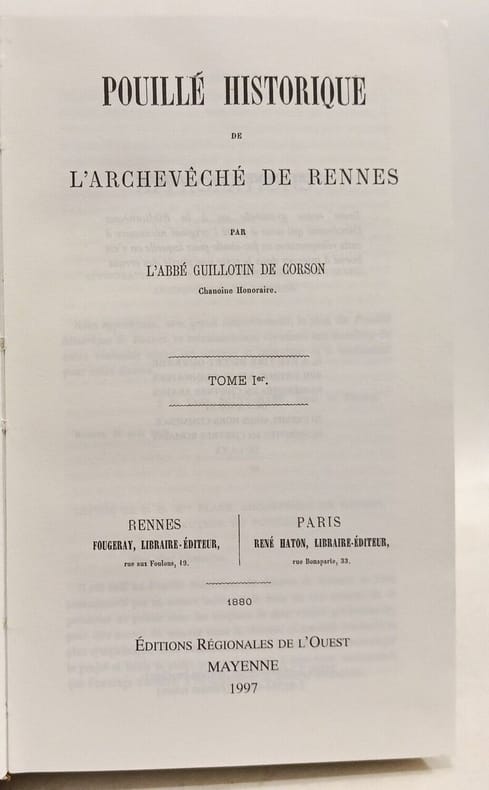 POUILLÉ HISTORIQUE
DE
L'ARCHEVÊCHÉ DE RENNES
PAR
L'ABBÉ GUILLOTIN DE CORSON
Chanoine Honoraire.
TOME Ier.
RENNES
FOUGERAY, LIBRAIRE-ÉDITEUR,
rue aux Foulons, 19.
PARIS
RENÉ HATON, LIBRAIRE-ÉDITEUR,
rue Bonaparte, 33.
1880
ÉDITIONS RÉGIONALES DE L'OUEST
MAYENNE
1997